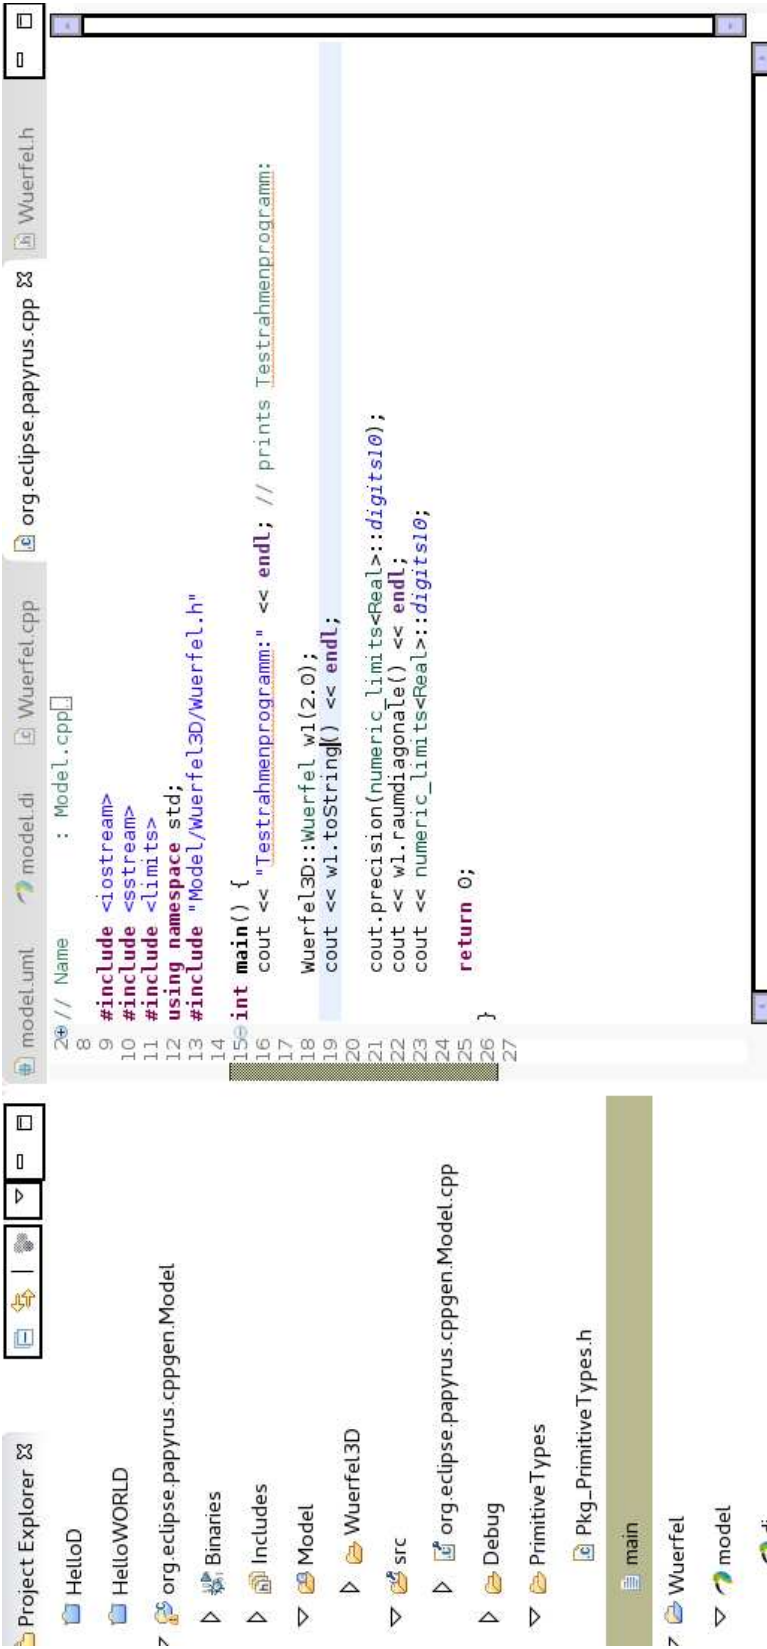 Project Explorer
HelloD
HelloWORLD
org.eclipse.papyrus.cppgen.Model
Binaries
Includes
Model
Wuerfel3D
src
org.eclipse.papyrus.cppgen.Model.cpp
Debug
PrimitiveTypes
Pkg_PrimitiveTypes.h
main
Wuerfel
model
model.uml
model.di
Wuerfel.cpp
org.eclipse.papyrus.cpp
Wuerfel.h
2 // Name : Model.cpp
8
9 #include <iostream>
10 #include <sstream>
11 #include <limits>
12 using namespace std;
13 #include "Model/Wuerfel3D/Wuerfel.h"
14
15 int main() {
16 cout << "Testrahmenprogramm:" << endl; // prints Testrahmenprogramm:
17
18 Wuerfel3D::Wuerfel w1(2.0);
19 cout << w1.toString() << endl;
20
21 cout.precision(numeric_limits<Real>::digits10);
22 cout << w1.raumdiagonale() << endl;
23 cout << numeric_limits<Real>::digits10;
24
25 return 0;
26 }
27